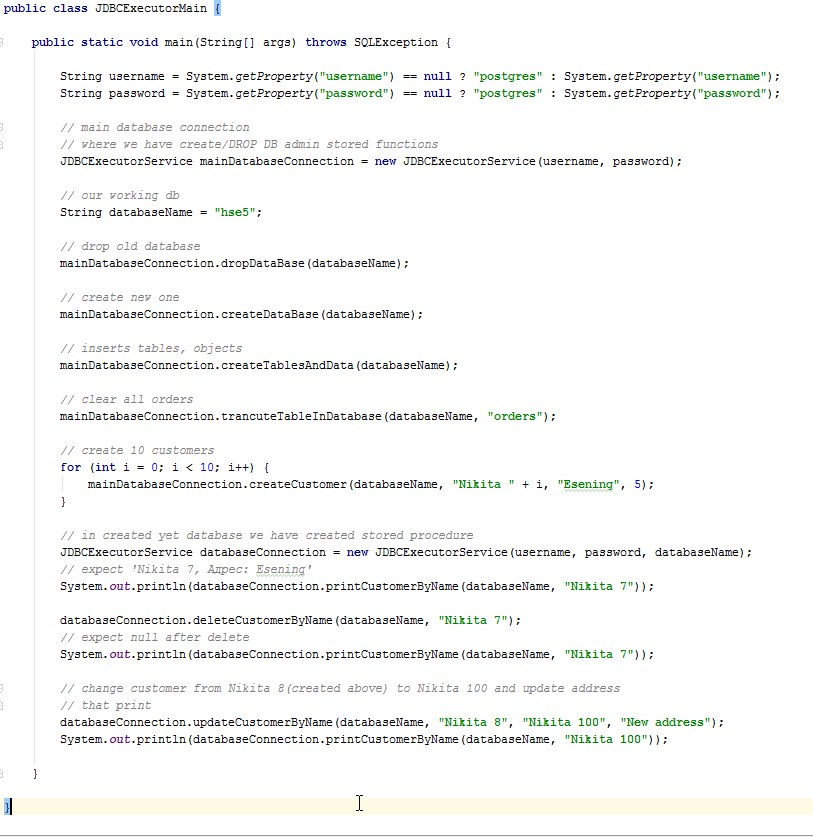 public class JDBCExecutorMain {
public static void main(String[] args) throws SQLException {
String username = System.getProperty("username") == null ? "postgres" : System.getProperty("username");
String password = System.getProperty("password") == null ? "postgres" : System.getProperty("password");
// main database connection
// where we have create/DROP DB admin stored functions
JDBCExecutorService mainDatabaseConnection = new JDBCExecutorService(username, password);
// our working db
String databaseName = "hse5";
// drop old database
mainDatabaseConnection.dropDataBase(databaseName);
// create new one
mainDatabaseConnection.createDataBase(databaseName);
// inserts tables, objects
mainDatabaseConnection.createTablesAndData(databaseName);
// clear all orders
mainDatabaseConnection.trancuteTableInDatabase(databaseName, "orders");
// create 10 customers
for (int i = 0; i < 10; i++) {
mainDatabaseConnection.createCustomer(databaseName, "Nikita " + i, "Esening", 5);
}
// in created yet database we have created stored procedure
JDBCExecutorService databaseConnection = new JDBCExecutorService(username, password, databaseName);
// expect 'Nikita 7, Адрес: Esening'
System.out.println(databaseConnection.printCustomerByName(databaseName, "Nikita 7"));
databaseConnection.deleteCustomerByName(databaseName, "Nikita 7");
// expect null after delete
System.out.println(databaseConnection.printCustomerByName(databaseName, "Nikita 7"));
// change customer from Nikita 8(created above) to Nikita 100 and update address
// that print
databaseConnection.updateCustomerByName(databaseName, "Nikita 8", "Nikita 100", "New address");
System.out.println(databaseConnection.printCustomerByName(databaseName, "Nikita 100"));
}
}